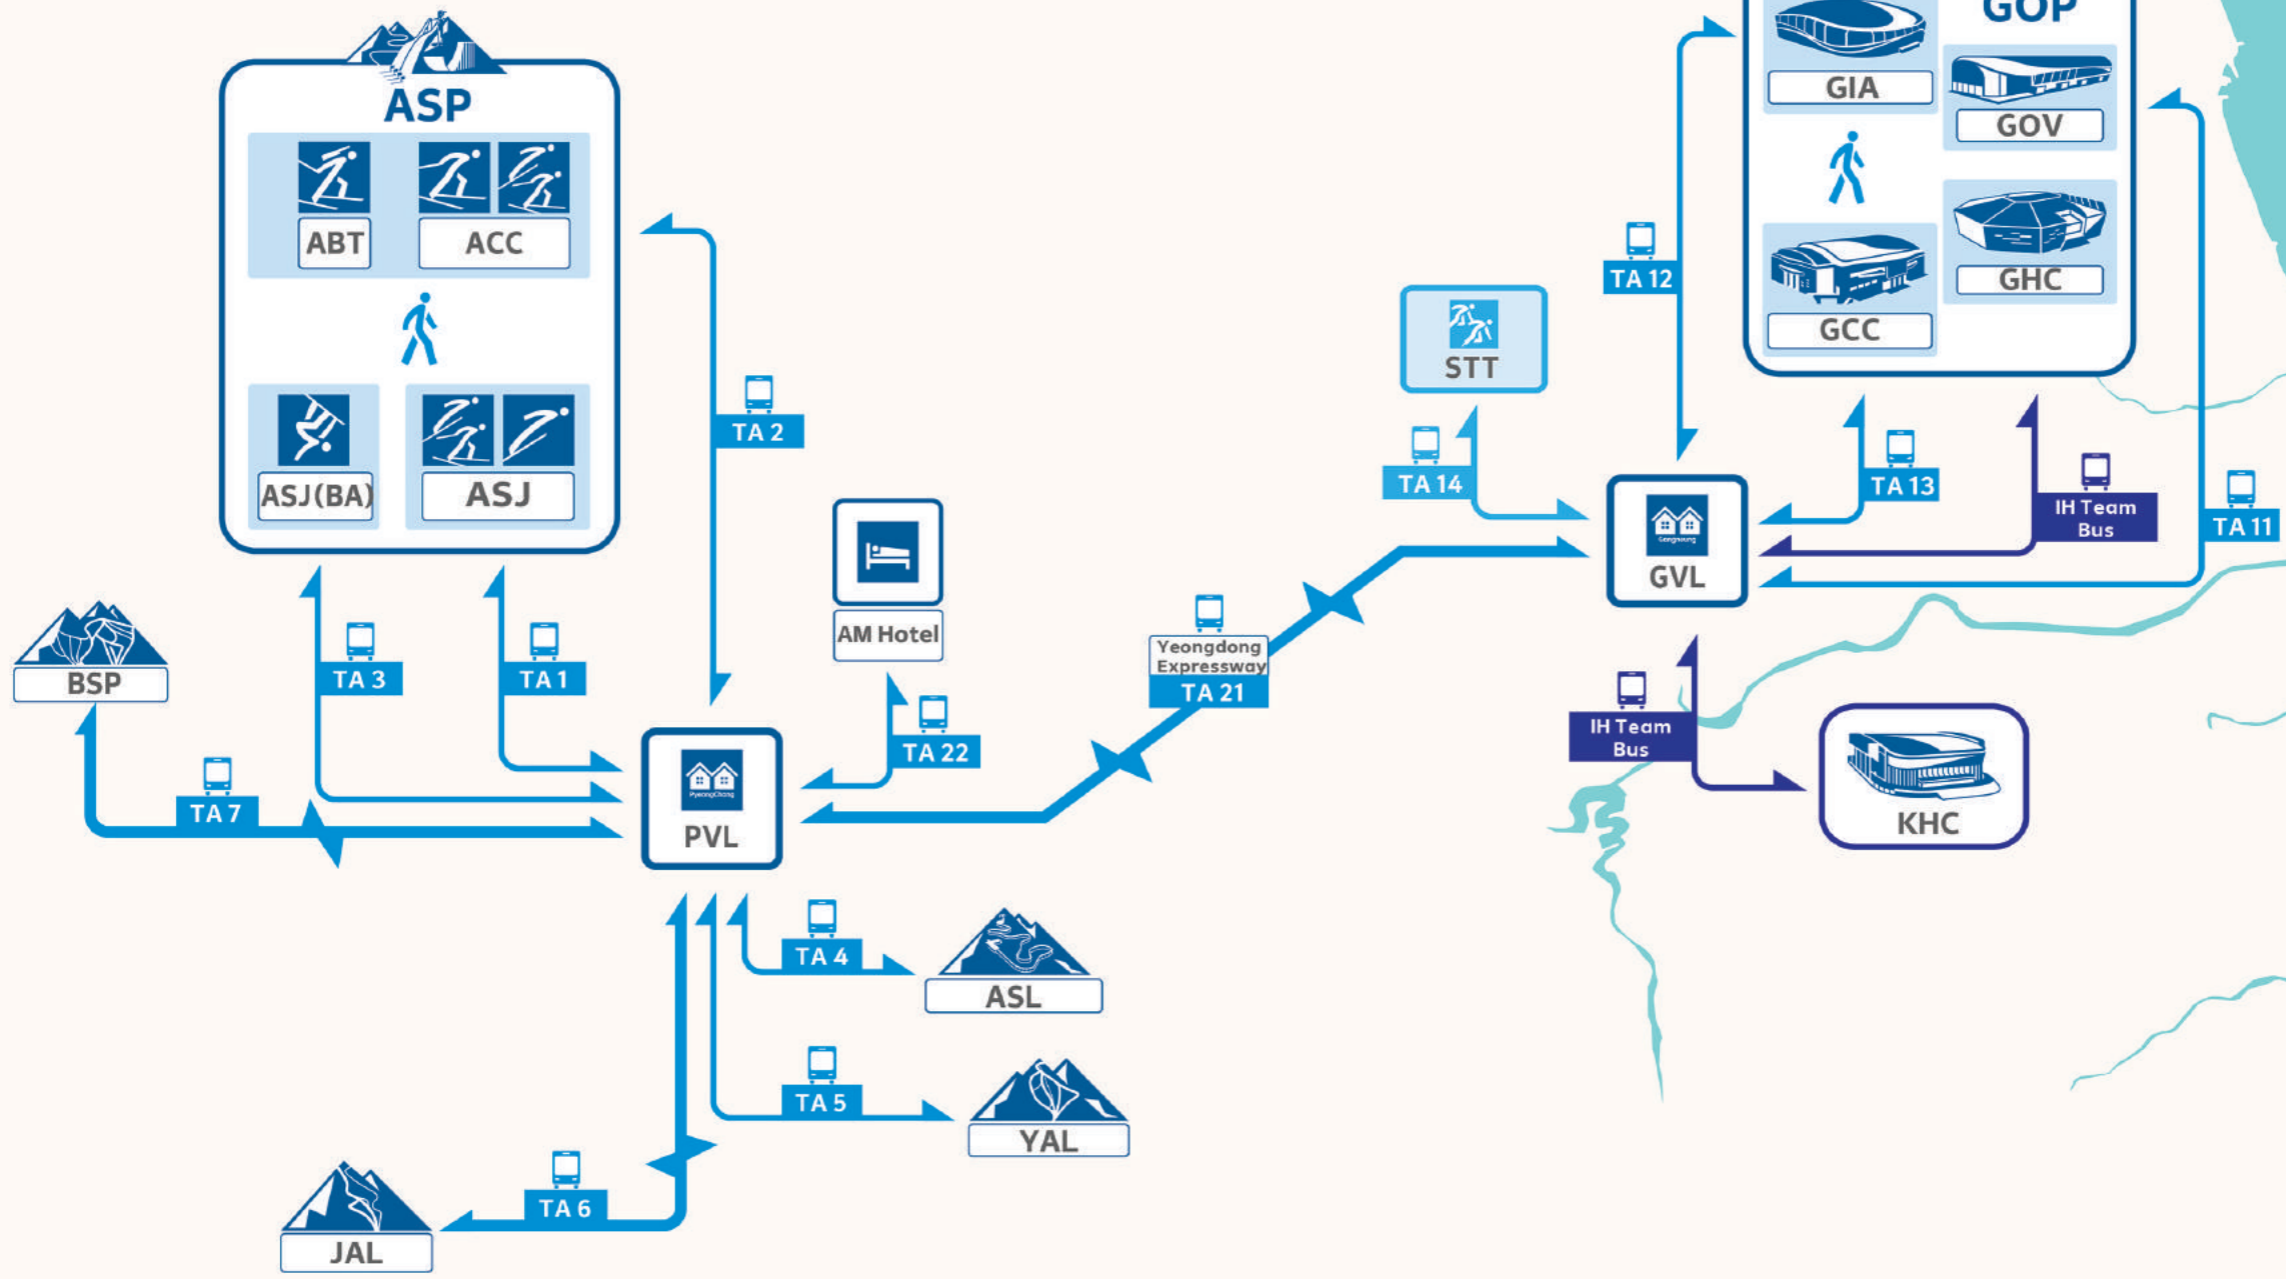 ASP
ABT
ACC
ASJ(BA)
ASJ
TA 2
TA 3
TA 1
BSP
TA 7
AM Hotel
TA 22
PyeongChang
PVL
Yeongdong
Expressway
TA 21
TA 4
ASL
TA 5
YAL
TA 6
JAL
GOP
GIA
GOV
GHC
GCC
TA 12
STT
TA 14
TA 13
IH Team
Bus
TA 11
Gangneung
GVL
IH Team
Bus
KHC